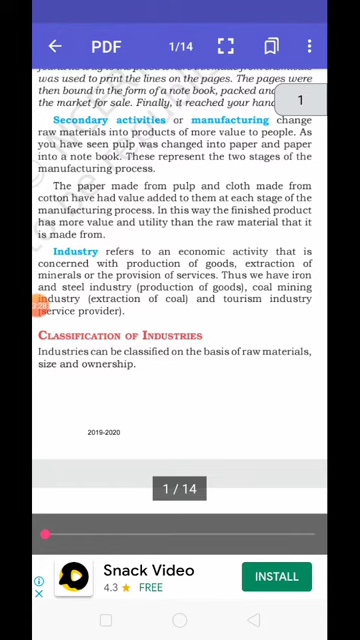 PDF 1/14
was used to print the lines on the pages. The pages were
then bound in the form of a note book, packed and
the market for sale. Finally, it reached your hand
1
Secondary activities or manufacturing change
raw materials into products of more value to people. As
you have seen pulp was changed into paper and paper
into a note book. These represent the two stages of the
manufacturing process.
The paper made from pulp and cloth made from
cotton have had value added to them at each stage of the
manufacturing process. In this way the finished product
has more value and utility than the raw material that it
is made from.
Industry refers to an economic activity that is
concerned with production of goods, extraction of
minerals or the provision of services. Thus we have iron
and steel industry (production of goods), coal mining
industry (extraction of coal) and tourism industry
(service provider).
CLASSIFICATION OF INDUSTRIES
Industries can be classified on the basis of raw materials,
size and ownership.
2019-2020
1 / 14
Snack Video
4.3 ★ FREE
INSTALL